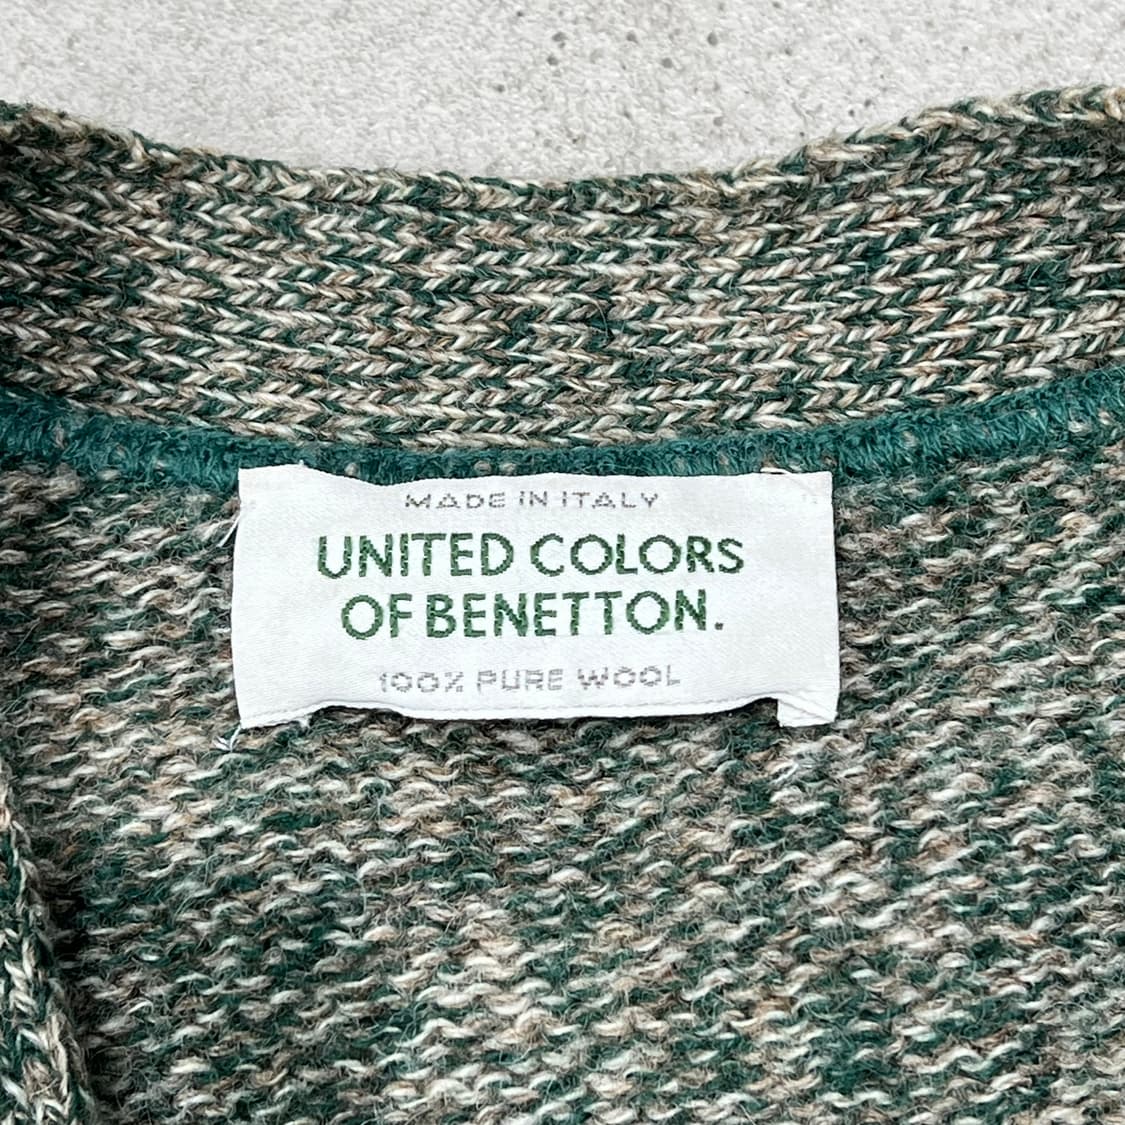 MADE IN ITALY
UNITED COLORS
OF BENETTON.
100% PURE WOOL